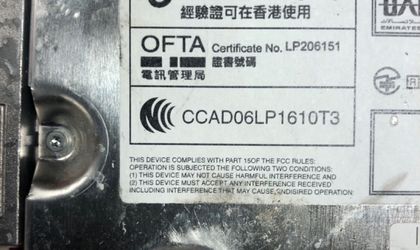 經驗證可在香港使用
OFTA Certificate No. LP206151
電訊管理局 證書號碼
CCAD06LP1610T3
THIS DEVICE COMPLIES WITH PART 15OF THE FCC RULES:
OPERATION IS SUBJECTED TO THE FOLLOWING TWO CONDITIONS:
(1) THIS DEVICE MAY NOT CAUSE HARMFUL INTERFERENCE AND
(2) THIS DEVICE MUST ACCEPT ANY INTERFERENCE RECEIVED
INCLUDING INTERFERENCE THAT MAY CAUSE UNDESIRED OPERATION